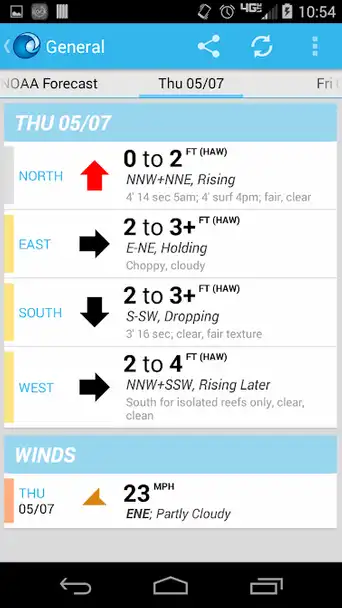 4G LTE 10:54
General
NOAA Forecast Thu 05/07 Fri
THU 05/07
NORTH
0 to 2 FT (HAW)
NNW+NNE, Rising
4' 14 sec 5am; 4' surf 4pm; fair, clear
EAST
2 to 3+ FT (HAW)
E-NE, Holding
Choppy, cloudy
SOUTH
2 to 3+ FT (HAW)
S-SW, Dropping
3' 16 sec; clear, fair texture
WEST
2 to 4 FT (HAW)
NNW+SSW, Rising Later
South for isolated reefs only, clear,
clean
WINDS
THU
05/07
23 MPH
ENE; Partly Cloudy